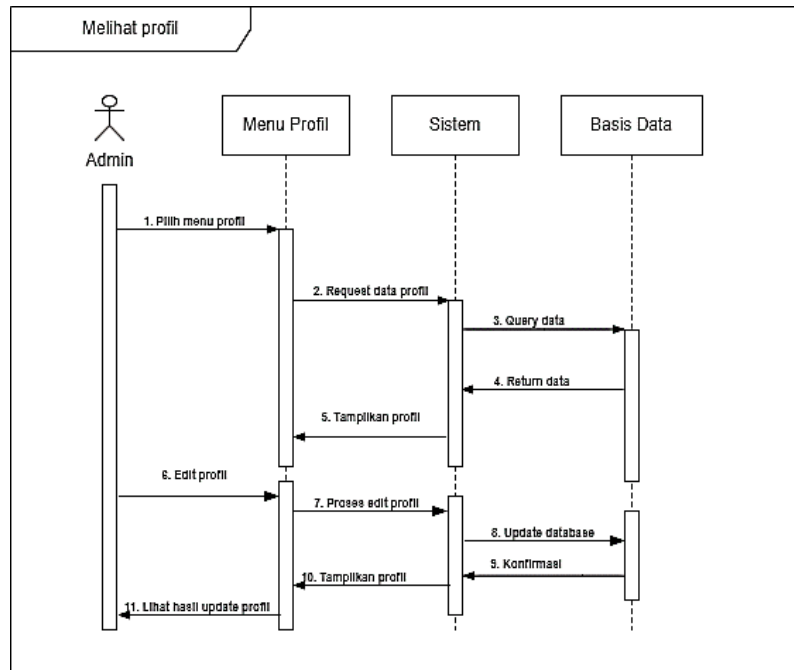 Melihat profil
Admin
Menu Profil
Sistem
Basis Data
1. Pilih menu profil
2. Request data profil
3. Query data
4. Return data
5. Tampilkan profil
6. Edit profil
7. Proses edit profil
8. Update database
9. Konfirmasi
10. Tampilkan profil
11. Lihat hasil update profil